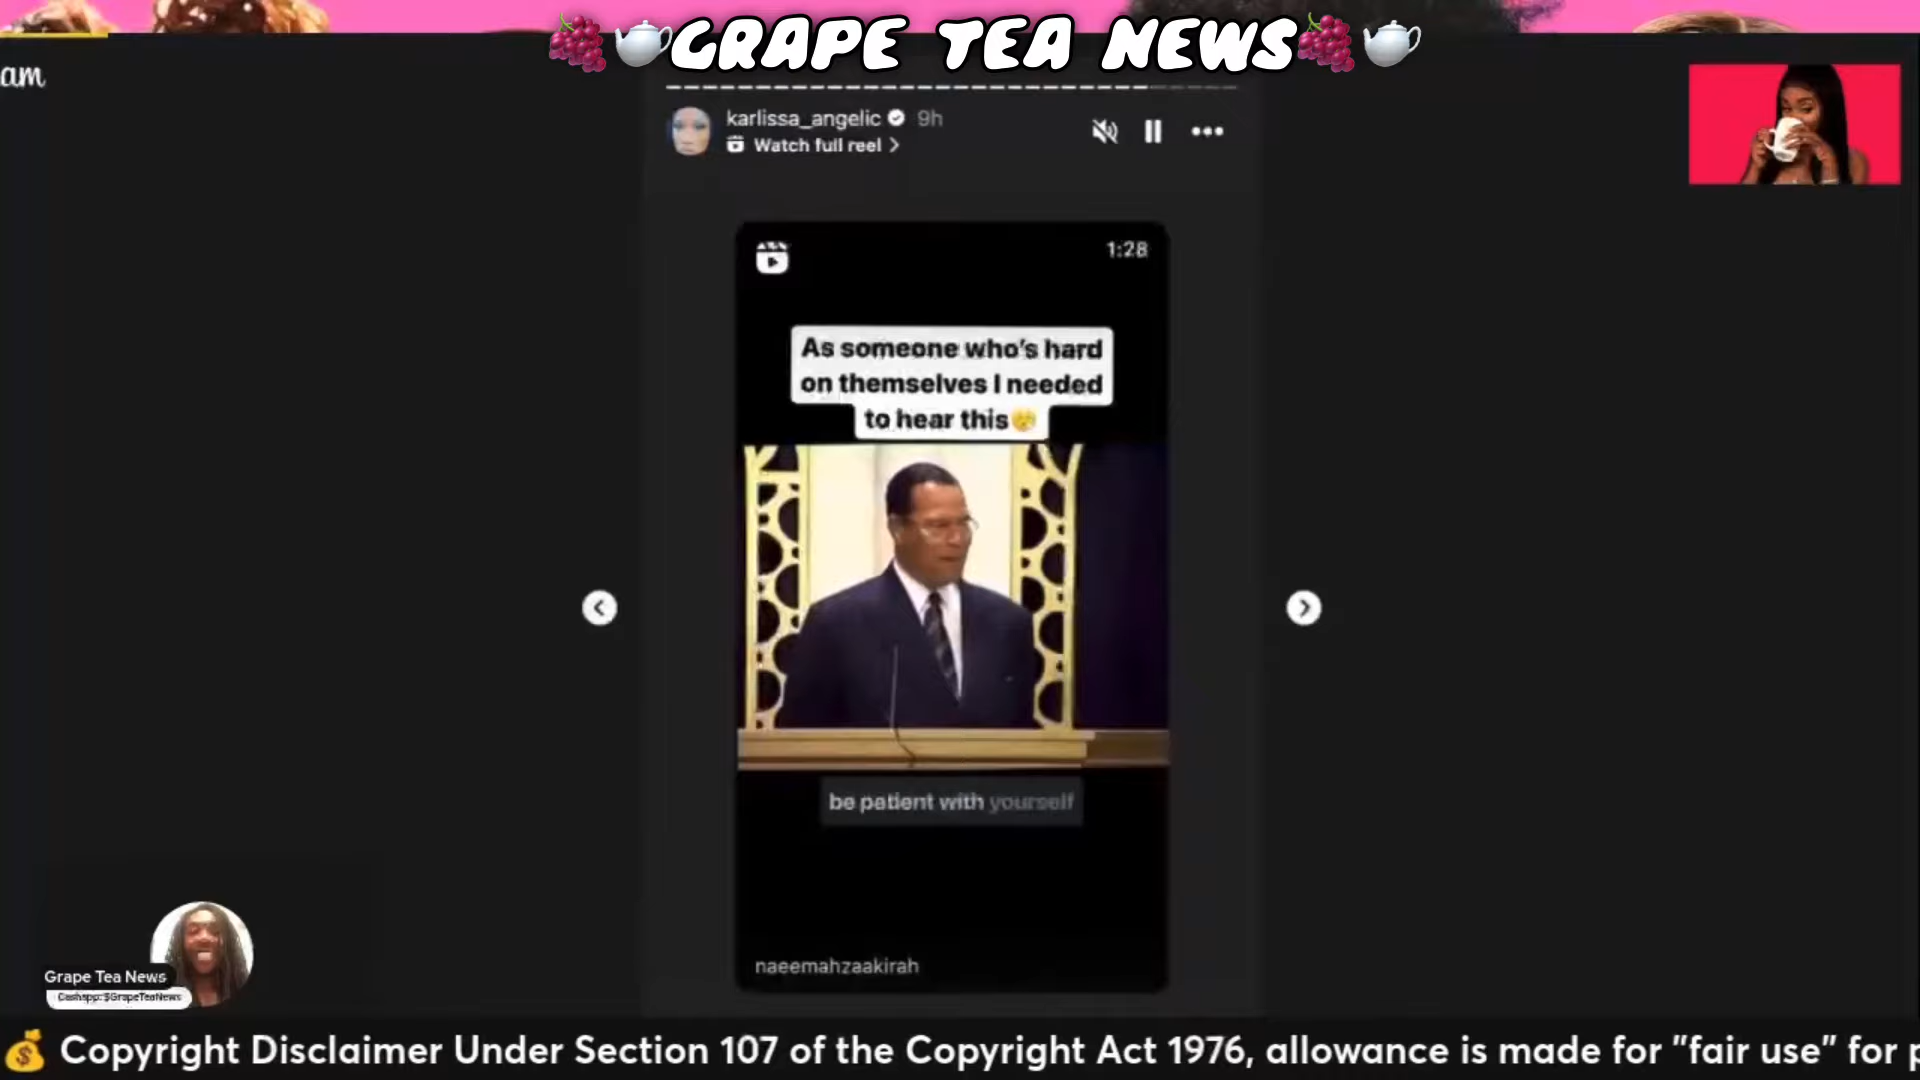 GRAPE TEA NEWS
am
karlissa_angelic 9h
Watch full reel
1:28
As someone who's hard
on themselves I needed
to hear this
be patient with yourself
naeemahzaakirah
Grape Tea News
Cashapp: $GrapeTeaNews
Copyright Disclaimer Under Section 107 of the Copyright Act 1976, allowance is made for "fair use" for p